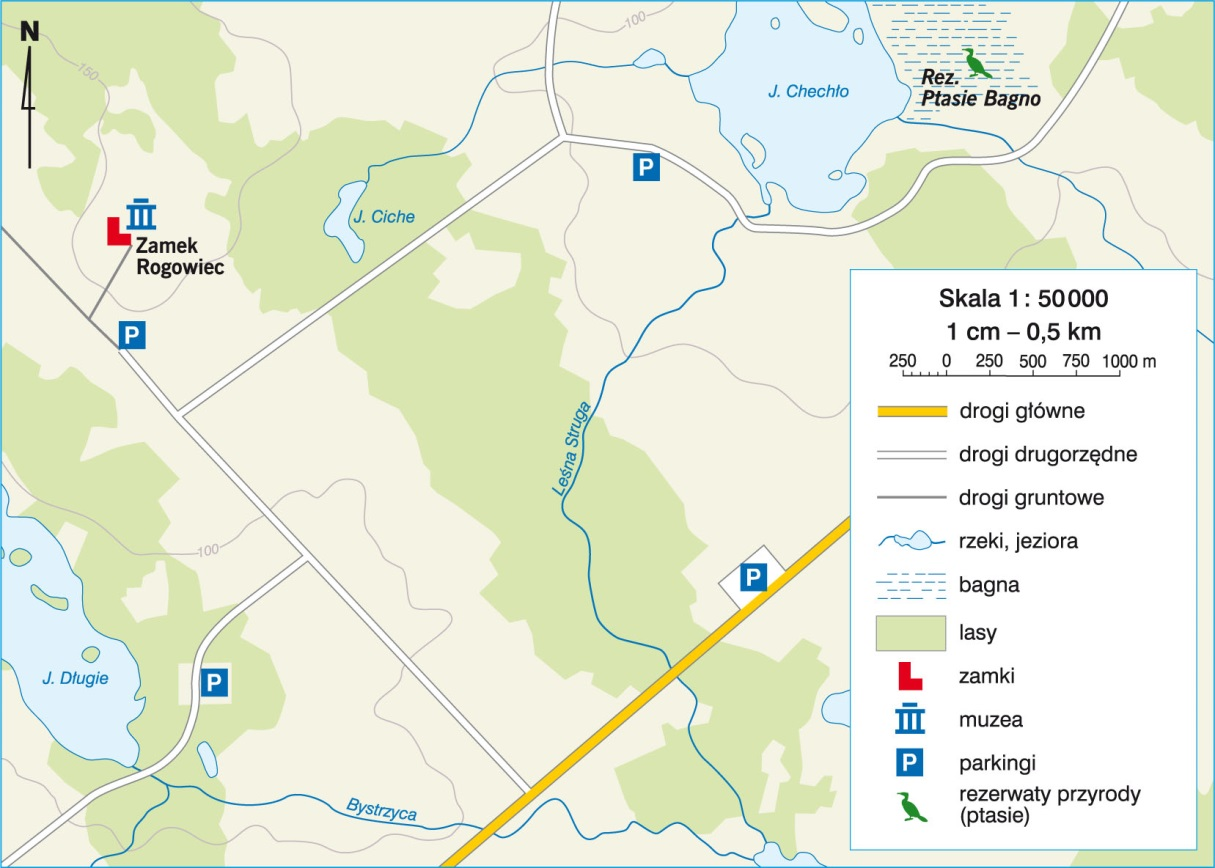 N
100
150
J. Chechło
Rez.
Ptasie Bagno
P
J. Ciche
Zamek
Rogowiec
P
Leśna Struga
100
P
J. Długie
P
Bystrzyca
Skala 1 : 50 000
1 cm – 0,5 km
250 0 250 500 750 1000 m
drogi główne
drogi drugorzędne
drogi gruntowe
rzeki, jeziora
bagna
lasy
zamki
muzea
P parkingi
rezerwaty przyrody
(ptasie)